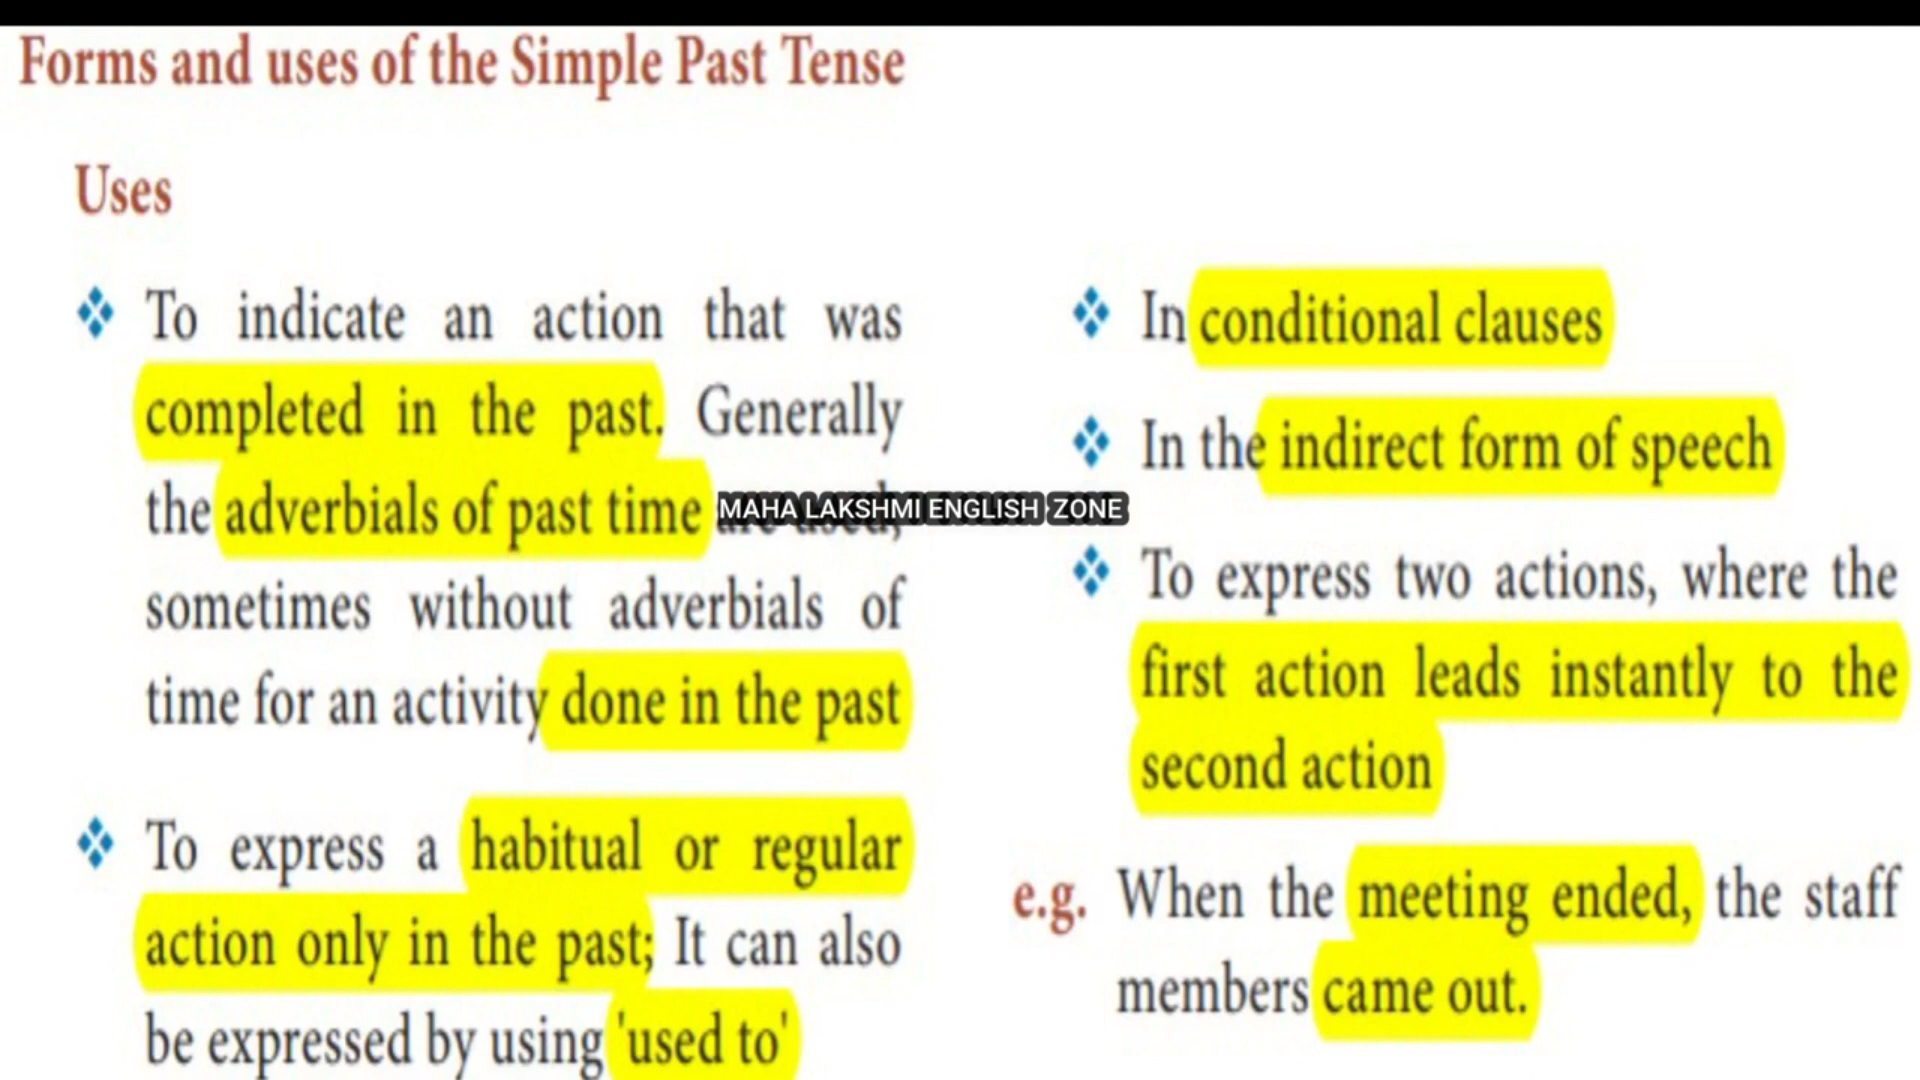 Forms and uses of the Simple Past Tense
Uses
To indicate an action that was
completed in the past. Generally
the adverbials of past time are used;
sometimes without adverbials of
time for an activity done in the past
To express a habitual or regular
action only in the past; It can also
be expressed by using 'used to'
MAHA LAKSHMI ENGLISH ZONE
In conditional clauses
In the indirect form of speech
To express two actions, where the
first action leads instantly to the
second action
e.g. When the meeting ended, the staff
members came out.